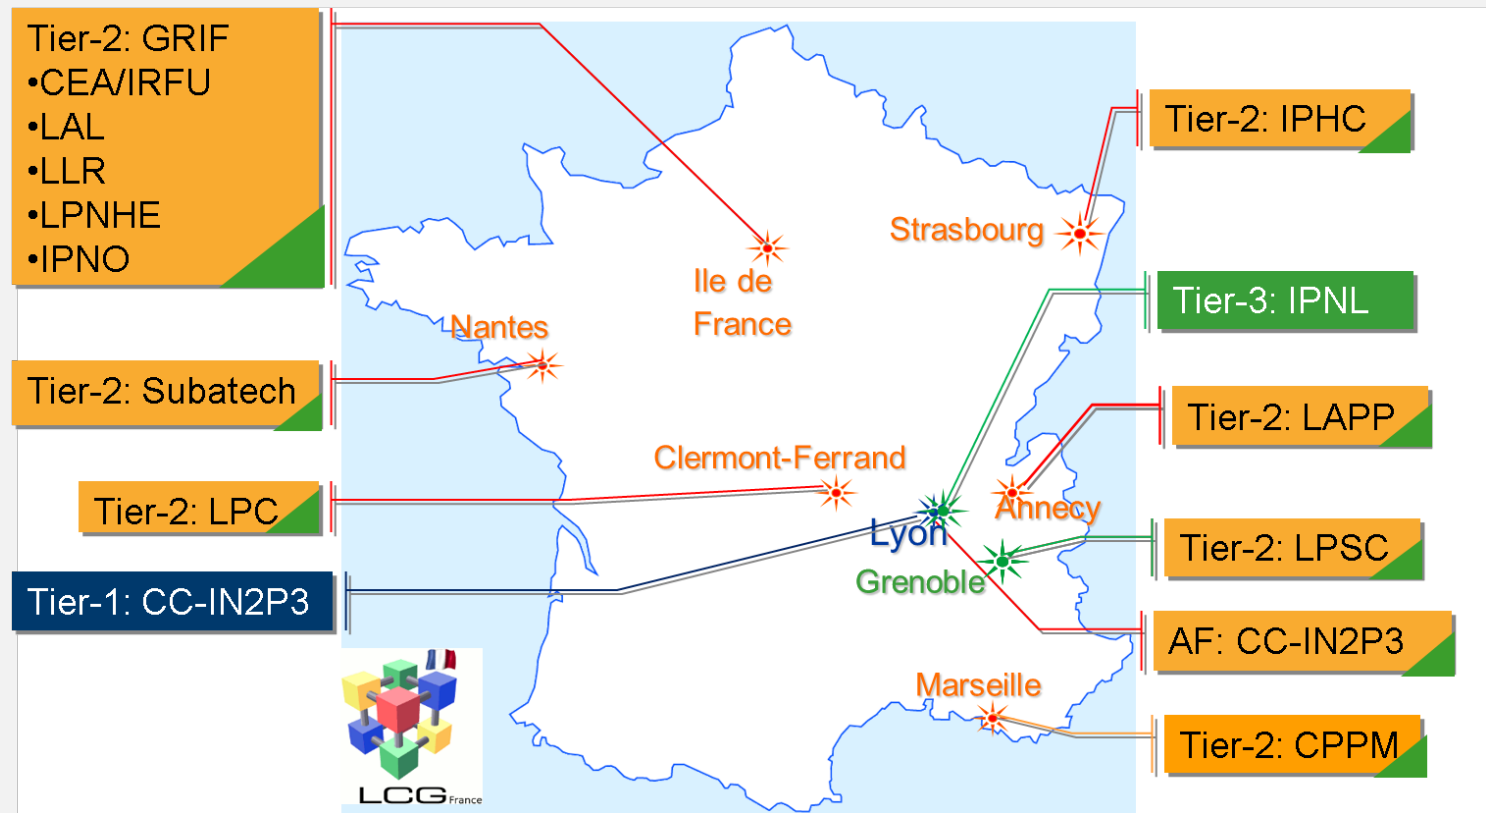 Tier-2: GRIF
•CEA/IRFU
•LAL
•LLR
•LPNHE
•IPNO
Tier-2: Subatech
Tier-2: LPC
Tier-1: CC-IN2P3
Ile de
France
Nantes
Strasbourg
Clermont-Ferrand
Lyon
Annecy
Grenoble
Marseille
LCG France
Tier-2: IPHC
Tier-3: IPNL
Tier-2: LAPP
Tier-2: LPSC
AF: CC-IN2P3
Tier-2: CPPM